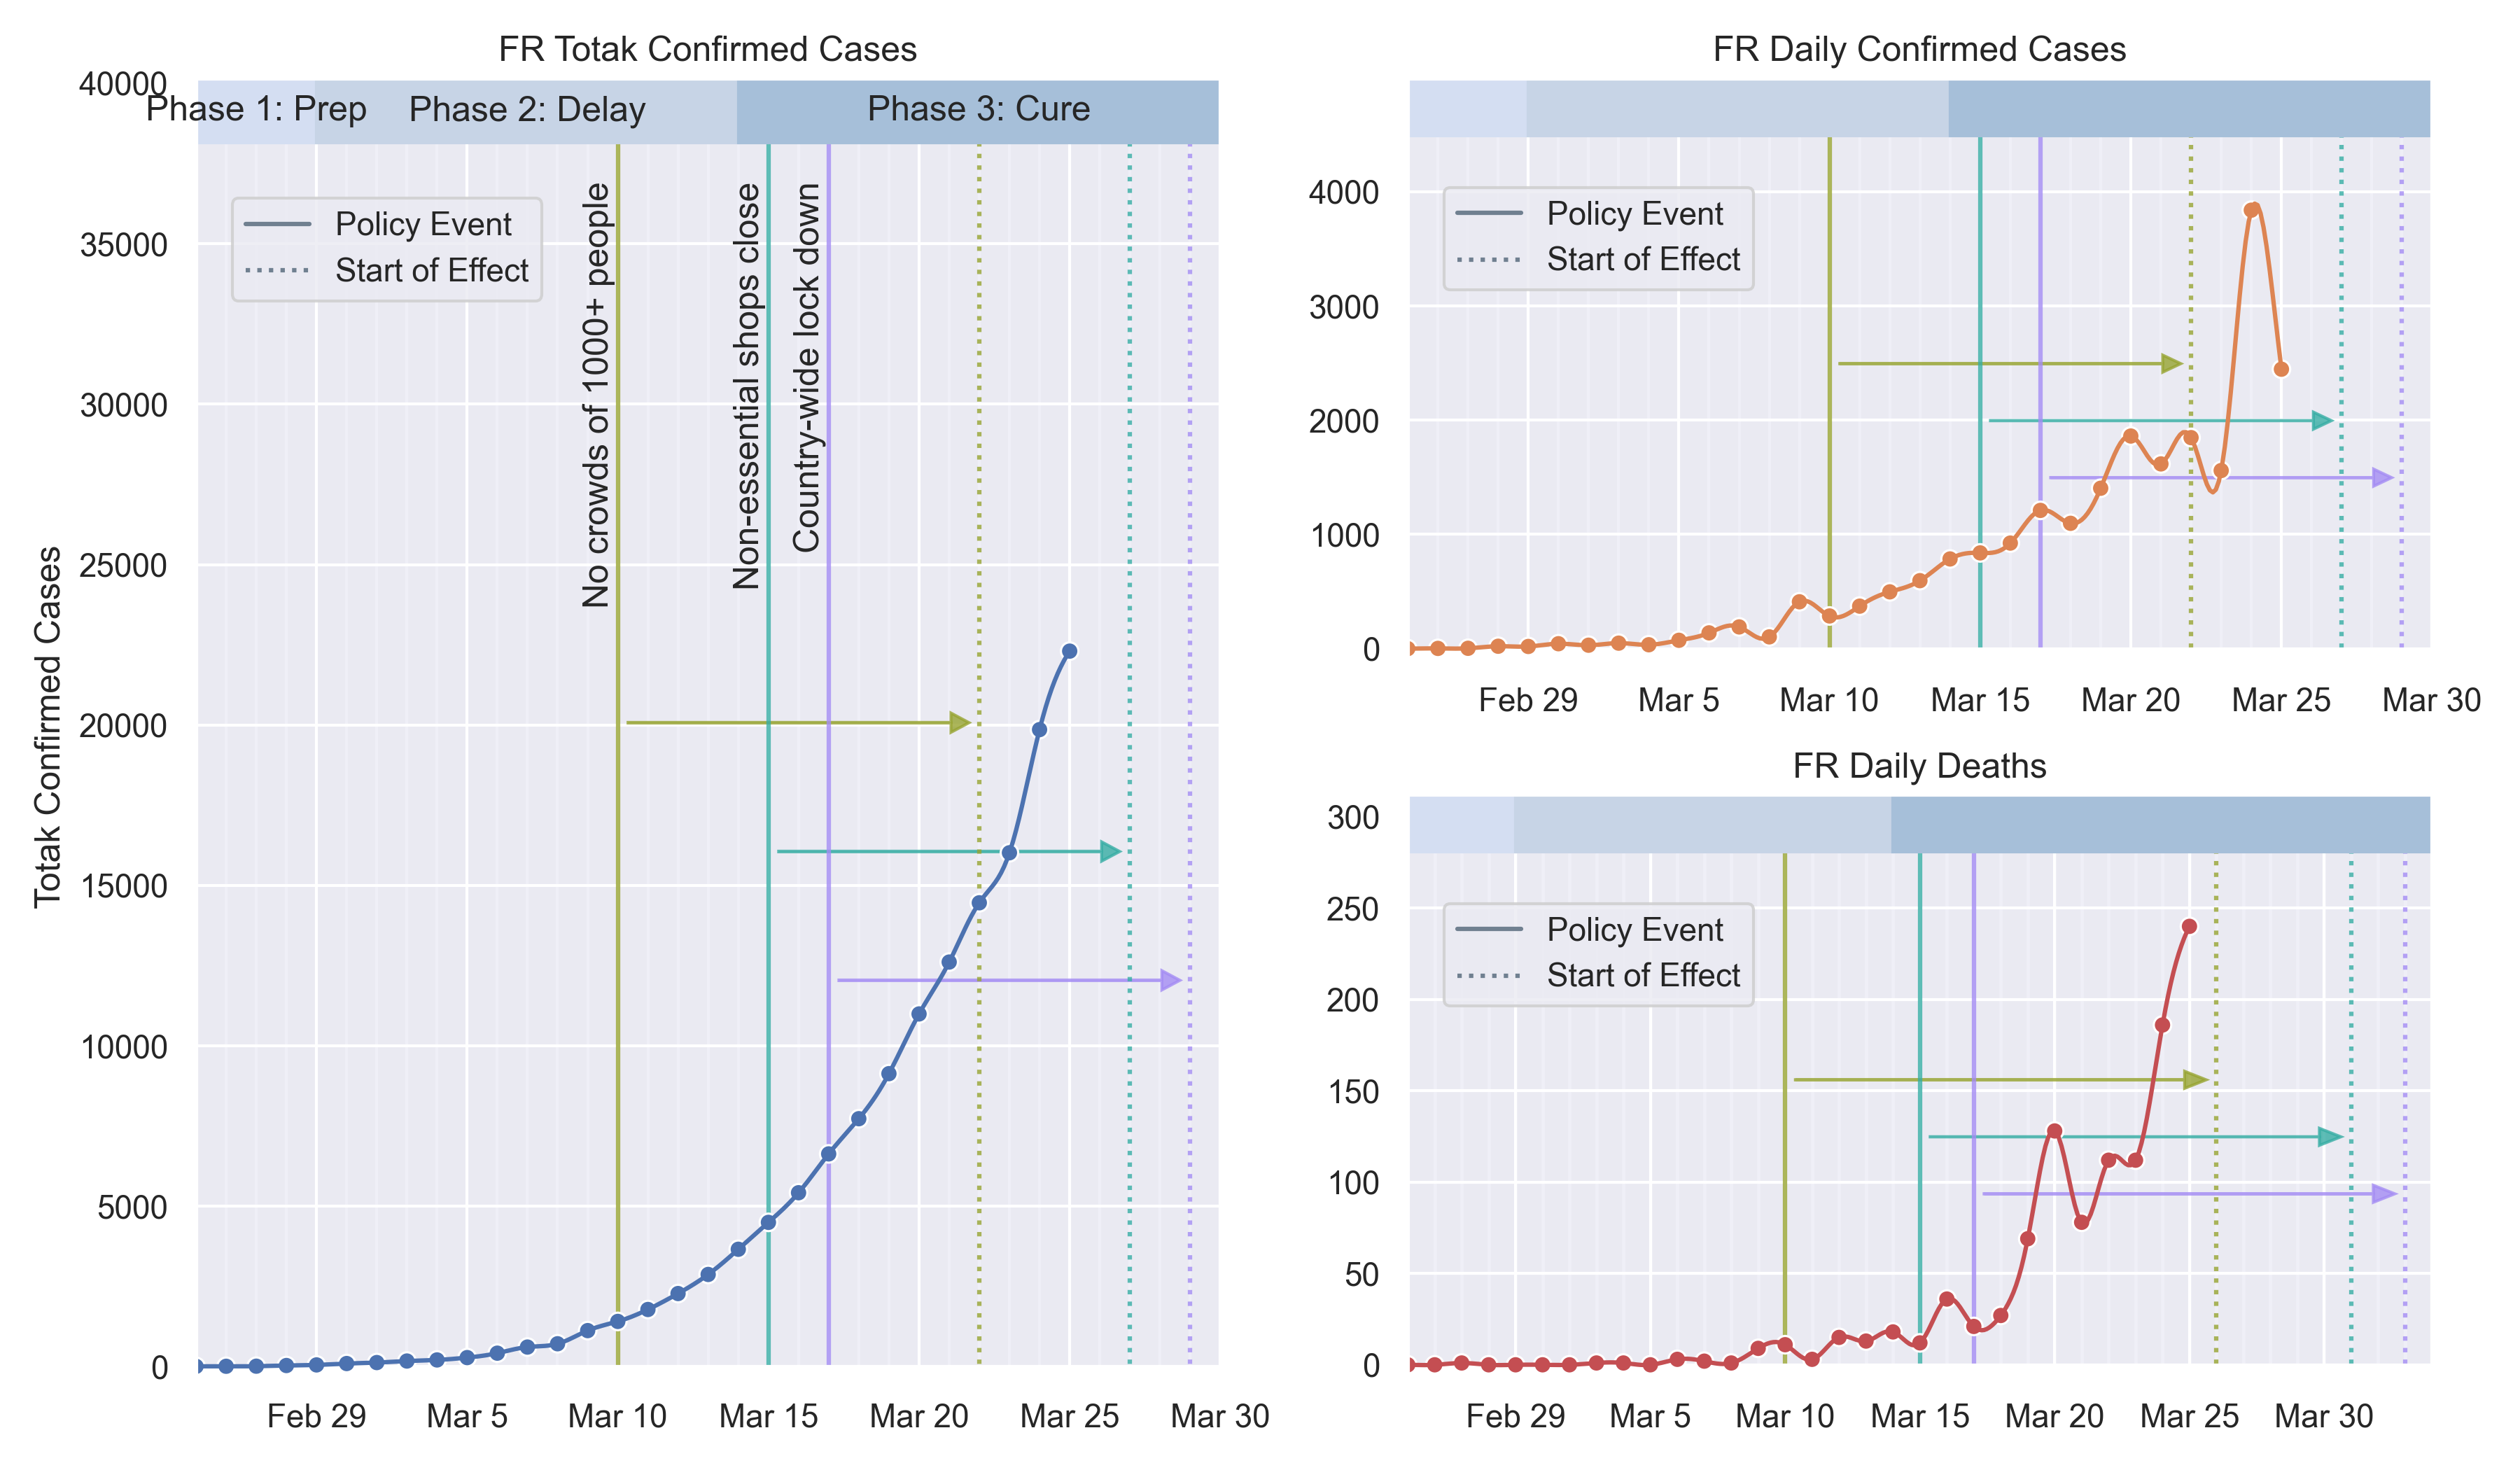 FR Totak Confirmed Cases
40000
Phase 1: Prep
Phase 2: Delay
Phase 3: Cure
Policy Event
Start of Effect
No crowds of 1000+ people
Non-essential shops close
Country-wide lock down
35000
30000
25000
20000
15000
10000
5000
0
Totak Confirmed Cases
Feb 29
Mar 5
Mar 10
Mar 15
Mar 20
Mar 25
Mar 30
FR Daily Confirmed Cases
Policy Event
Start of Effect
4000
3000
2000
1000
0
Feb 29
Mar 5
Mar 10
Mar 15
Mar 20
Mar 25
Mar 30
FR Daily Deaths
Policy Event
Start of Effect
300
250
200
150
100
50
0
Feb 29
Mar 5
Mar 10
Mar 15
Mar 20
Mar 25
Mar 30